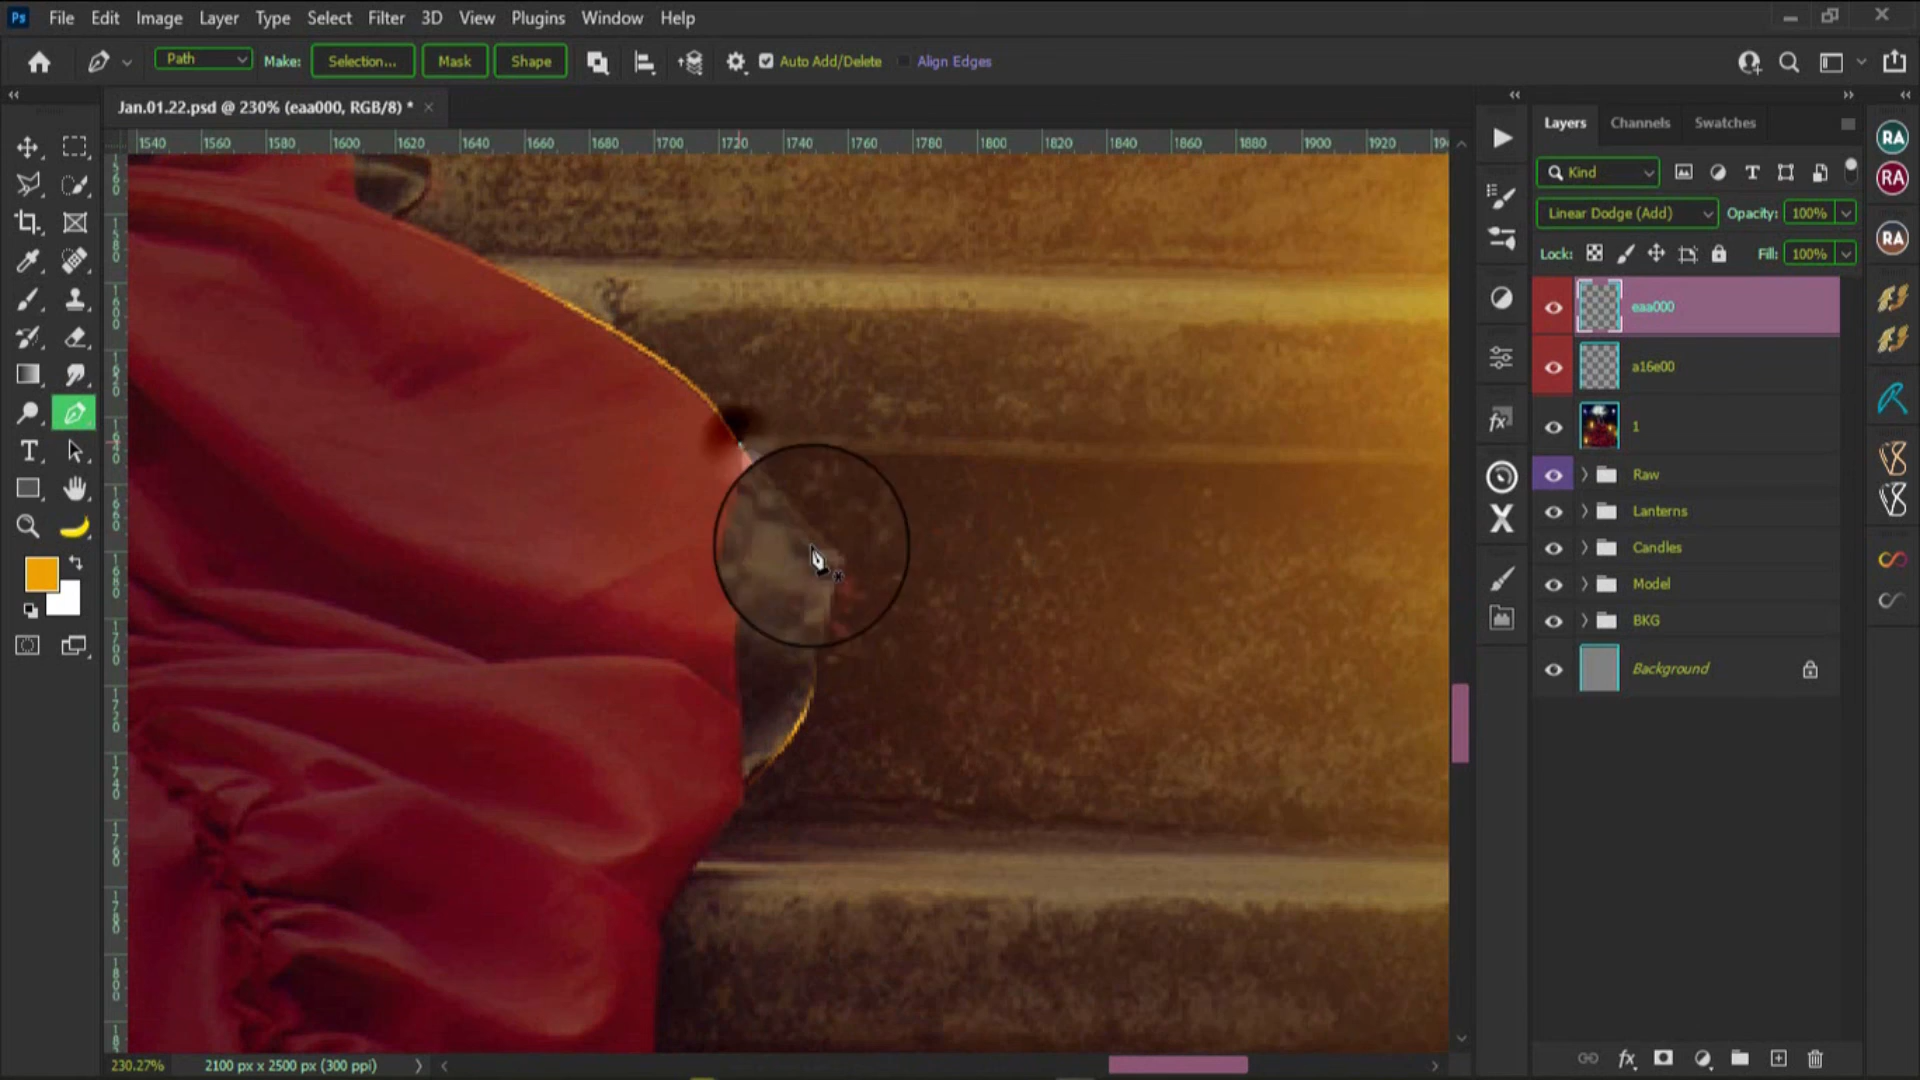 Ps File Edit Image Layer Type Select Filter 3D View Plugins Window Help
Path Make: Selection... Mask Shape Auto Add/Delete Align Edges
Jan.01.22.psd @ 230% (eaa000, RGB/8) *
1540 1560 1580 1600 1620 1640 1660 1680 1700 1720 1740 1760 1780 1800 1820 1840 1860 1880 1900 1920
Layers Channels Swatches
Kind
Linear Dodge (Add) Opacity: 100%
Lock: Fill: 100%
eaa000
a16e00
1
Raw
Lanterns
Candles
Model
BKG
Background
RA
RA
RA
230.27% 2100 px x 2500 px (300 ppi)